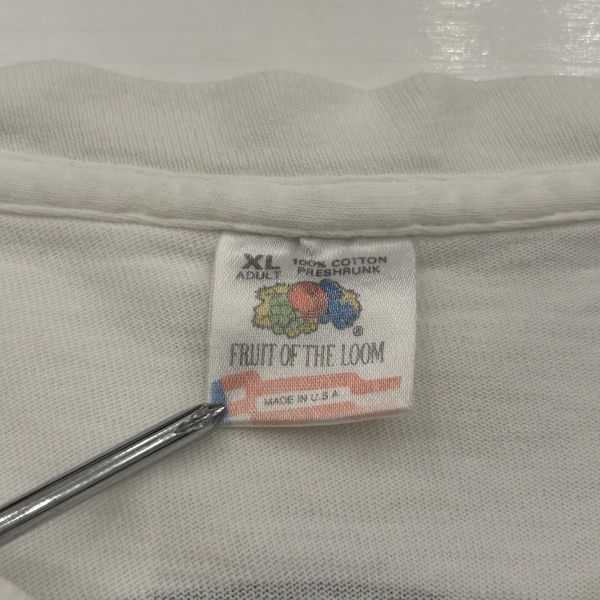 XL 100% COTTON
ADULT PRESHRUNK
®
FRUIT OF THE LOOM
MADE IN U.S.A